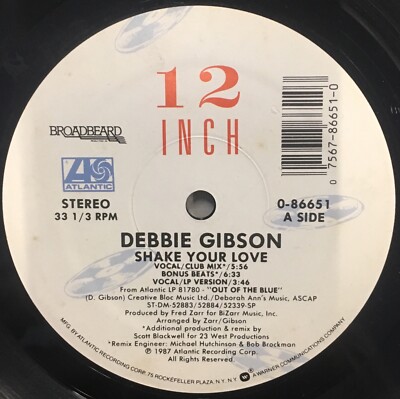 12
INCH
BROADBEARD
ATLANTIC
STEREO
33 1/3 RPM
0 7567-86651-0
0-86651
A SIDE
DEBBIE GIBSON
SHAKE YOUR LOVE
VOCAL/CLUB MIX*/5:56
BONUS BEATS*/6:33
VOCAL/LP VERSION/3:46
From Atlantic LP 81780 - "OUT OF THE BLUE"
(D. Gibson) Creative Bloc Music Ltd./Deborah Ann's Music, ASCAP
ST-DM-52883/52884/52339-SP
Produced by Fred Zarr for BiZarr Music, Inc.
Arranged by Zarr/Gibson
*Additional production & remix by
Scott Blackwell for 23 West Productions
*Remix Engineer: Michael Hutchinson & Bob Brockman
℗ 1987 Atlantic Recording Corp.
All Rights Reserved.
MFG. BY ATLANTIC RECORDING CORP. 75 ROCKEFELLER PLAZA, N.Y. N.Y. A WARNER COMMUNICATIONS COMPANY